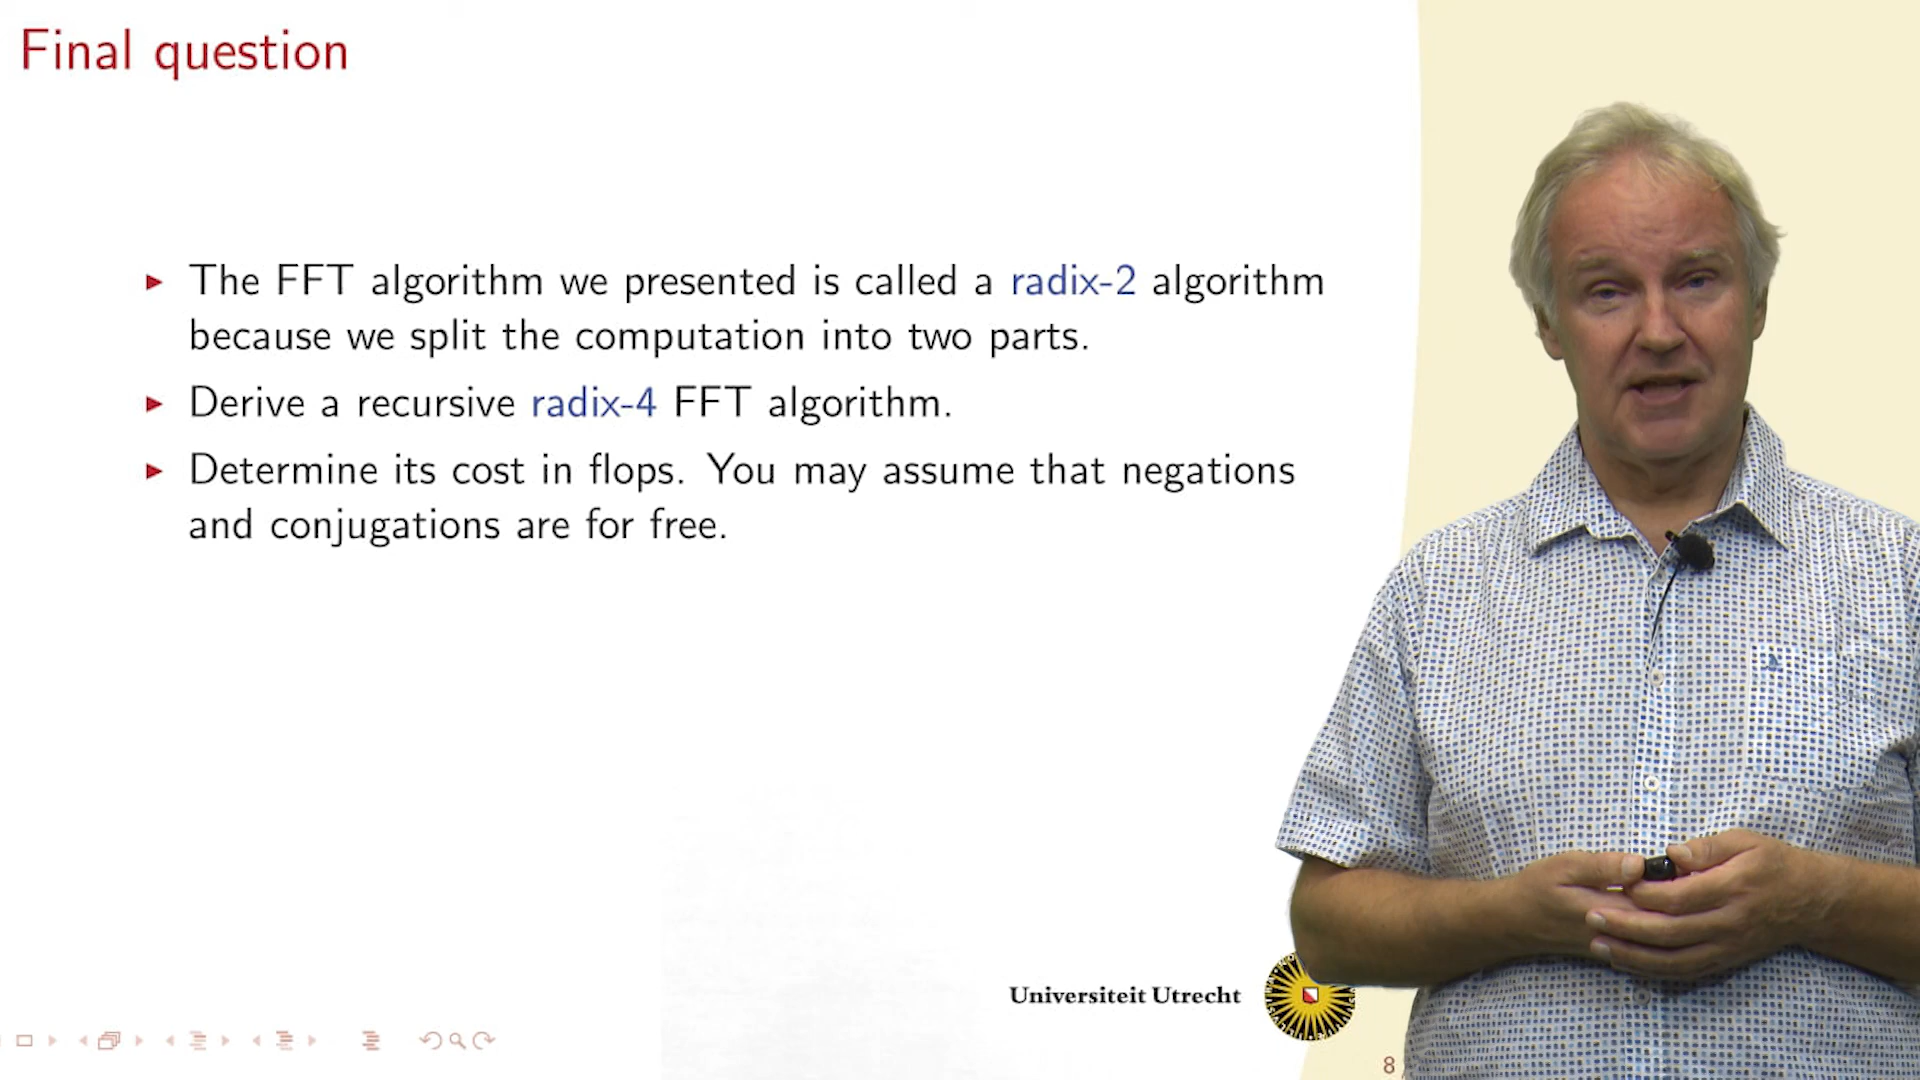 Final question
The FFT algorithm we presented is called a radix-2 algorithm
because we split the computation into two parts.
Derive a recursive radix-4 FFT algorithm.
Determine its cost in flops. You may assume that negations
and conjugations are for free.
Universiteit Utrecht
8